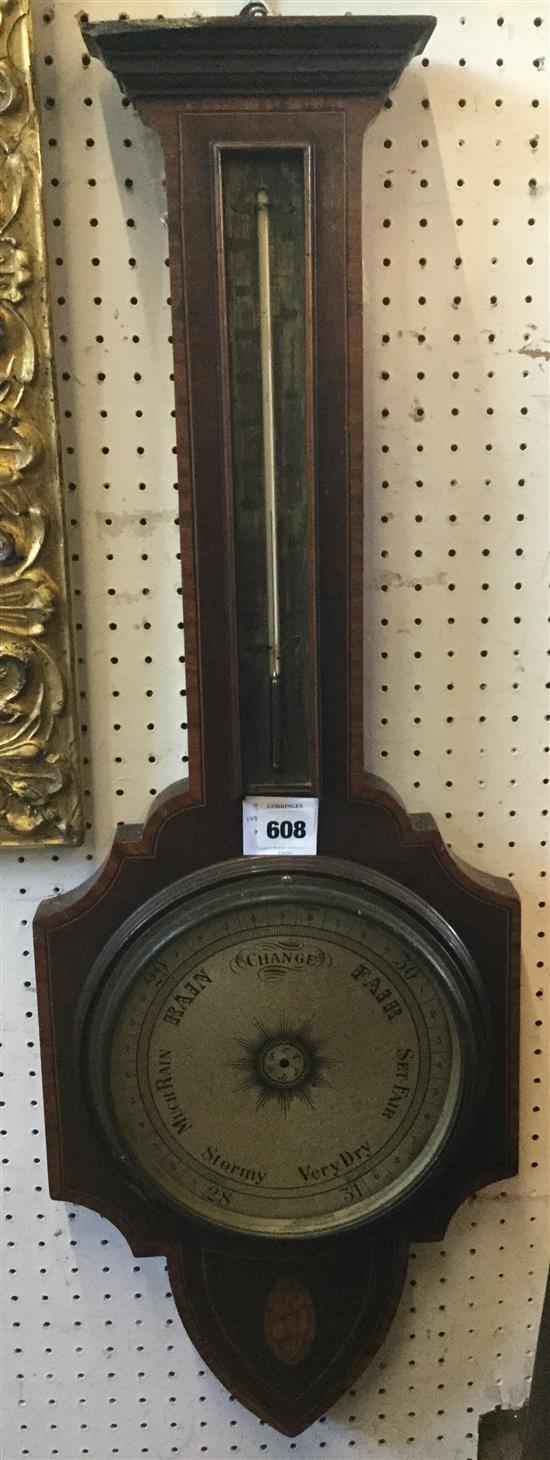 GORRINGES
608
CHANGE
RAIN
FAIR
29
30
MUCH RAIN
SET FAIR
Stormy
Very Dry
28
31